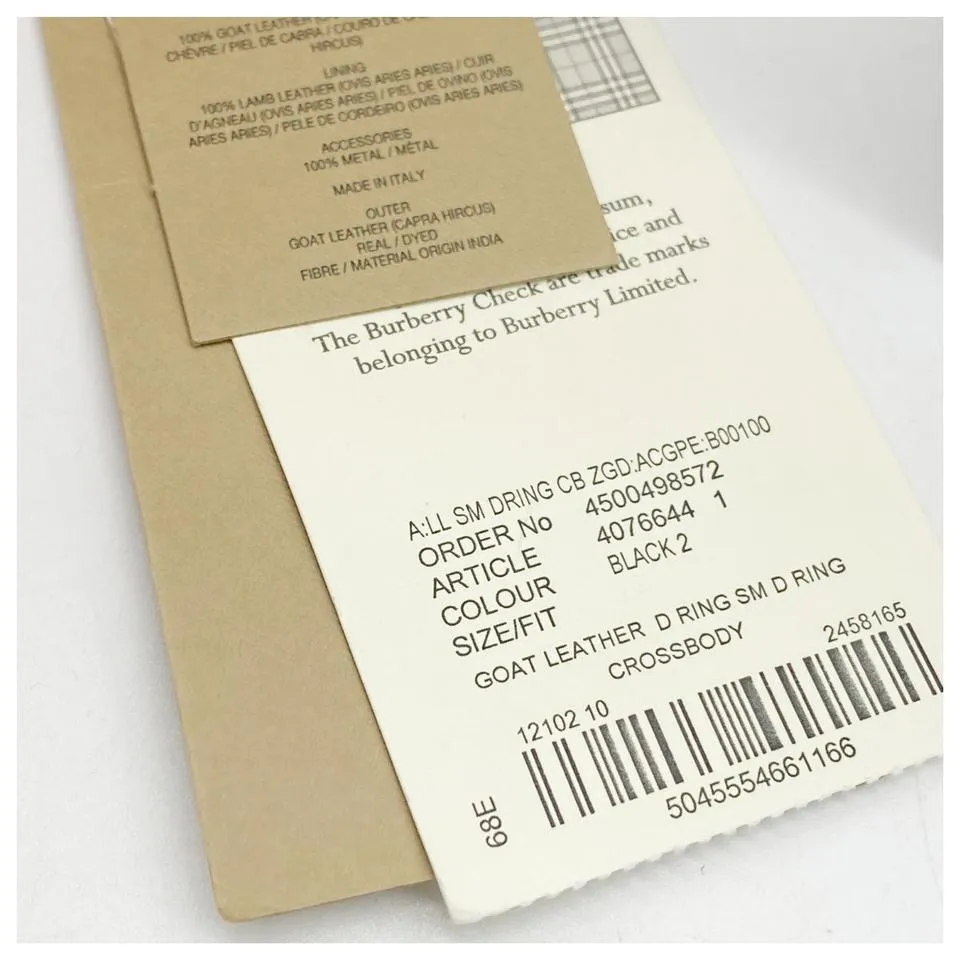 100% GOAT LEATHER
CHÈVRE / PIEL DE CABRA / COURO DE
HIRCUS)
LINING
100% LAMB LEATHER (OVIS ARIES ARIES) / CUIR
D'AGNEAU (OVIS ARIES ARIES) / PIEL DE OVINO (OVIS
ARIES ARIES) / PELE DE CORDEIRO (OVIS ARIES ARIES)
ACCESSORIES
100% METAL / MÉTAL
MADE IN ITALY
OUTER
GOAT LEATHER (CAPRA HIRCUS)
REAL / DYED
FIBRE / MATERIAL ORIGIN INDIA
sum,
ice and
are trade marks
The Burberry Check
belonging to Burberry Limited.
A:LL SM DRING CB ZGD:ACGPE:B00100
ORDER No 4500498572
ARTICLE 4076644 1
COLOUR BLACK 2
SIZE/FIT
GOAT LEATHER D RING SM D RING
CROSSBODY
12102 10 2458165
68E
5045554661166